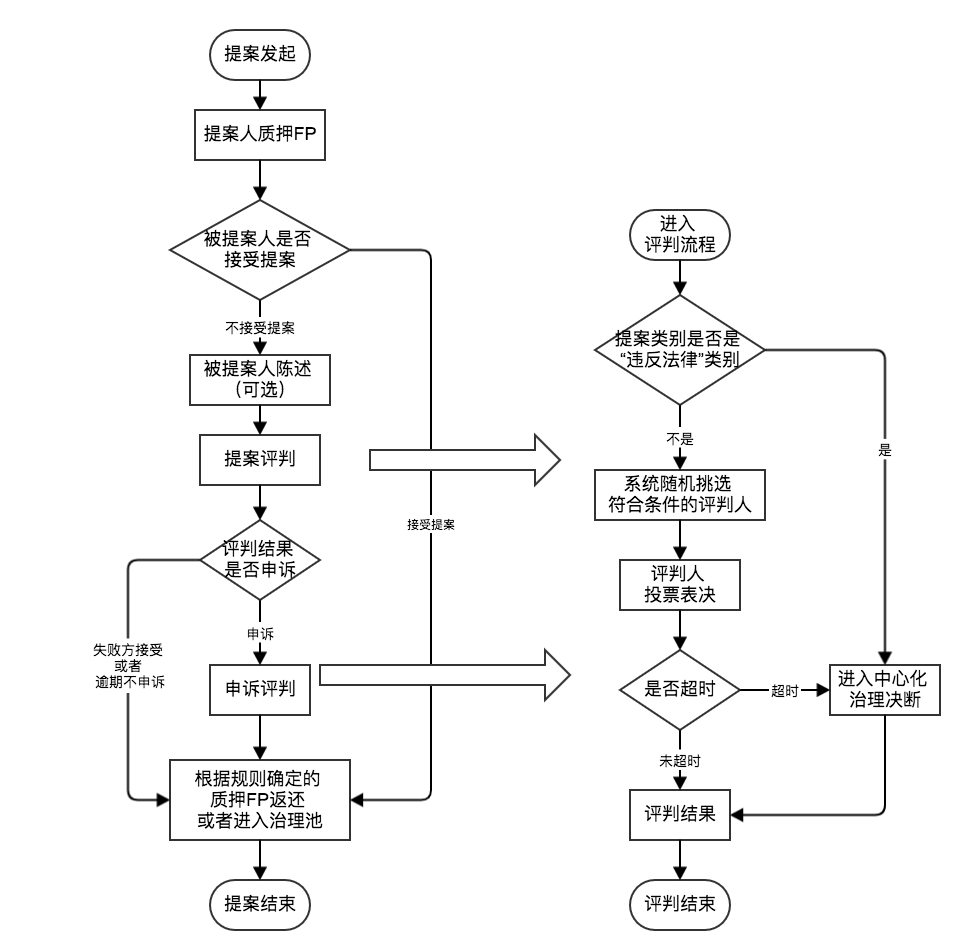 提案发起
提案人质押FP
被提案人是否
接受提案
不接受提案
被提案人陈述
（可选）
提案评判
接受提案
评判结果
是否申诉
失败方接受
或者
逾期不申诉
申诉
申诉评判
根据规则确定的
质押FP返还
或者进入治理池
提案结束
进入
评判流程
提案类别是否是
“违反法律”类别
不是
是
系统随机挑选
符合条件的评判人
评判人
投票表决
是否超时
超时
进入中心化
治理决断
未超时
评判结果
评判结束